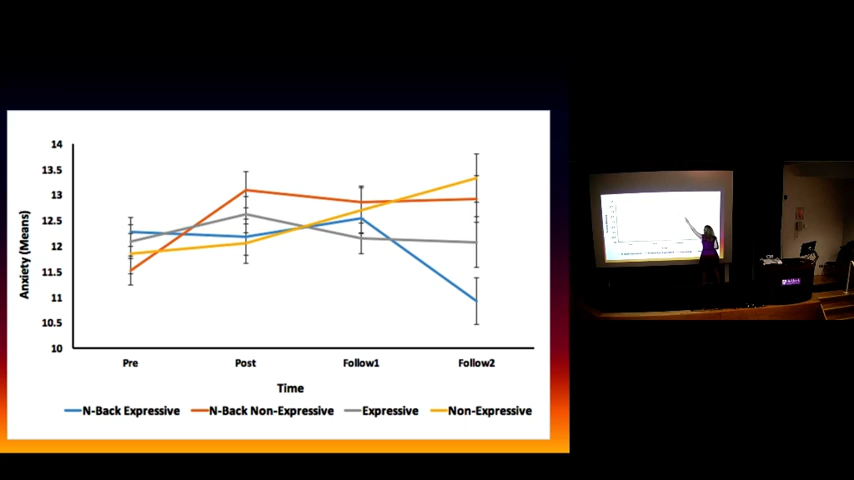 14
13.5
13
12.5
12
11.5
11
10.5
10
Anxiety (Means)
Pre Post Follow1 Follow2
Time
N-Back Expressive N-Back Non-Expressive Expressive Non-Expressive